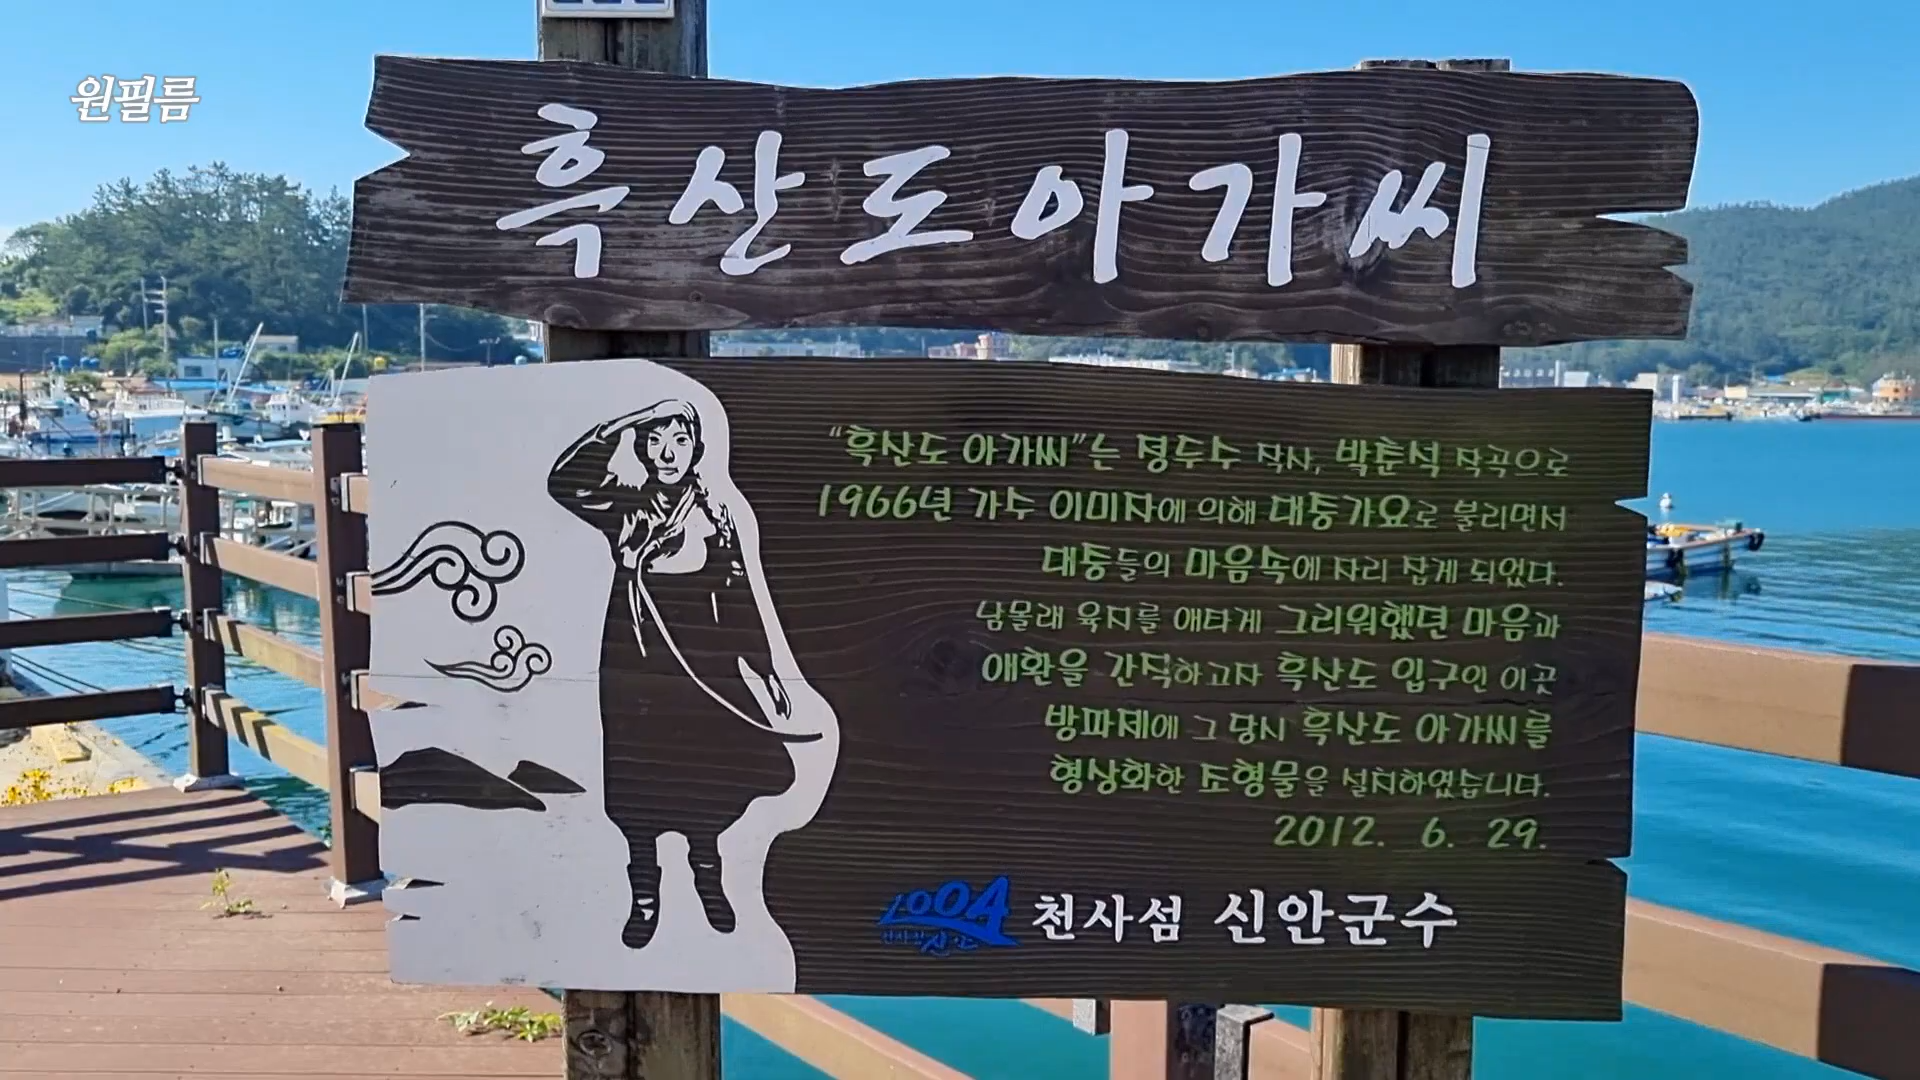 원필름
흑산도아가씨
“흑산도 아가씨”는 정두수 작사, 박춘석 작곡으로
1966년 가수 이미자에 의해 대중가요로 불리면서
대중들의 마음속에 자리 잡게 되었다.
남몰래 육지를 애타게 그리워했던 마음과
애환을 간직하고자 흑산도 입구인 이곳
방파제에 그 당시 흑산도 아가씨를
형상화한 조형물을 설치하였습니다.
2012. 6. 29.
1004 천사섬 신안군수
천사섬 신안